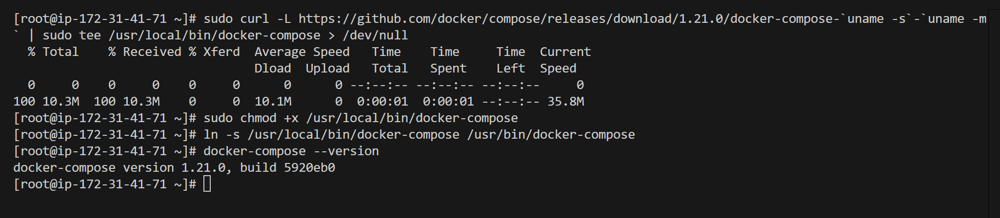 [root@ip-172-31-41-71 ~]# sudo curl -L https://github.com/docker/compose/releases/download/1.21.0/docker-compose-`uname -s`-`uname -m
` | sudo tee /usr/local/bin/docker-compose > /dev/null
  % Total    % Received % Xferd  Average Speed   Time    Time     Time  Current
                                 Dload  Upload   Total   Spent    Left  Speed
  0     0    0     0    0     0      0      0 --:--:-- --:--:-- --:--:--     0
100 10.3M  100 10.3M    0     0  10.1M      0  0:00:01  0:00:01 --:--:-- 35.8M
[root@ip-172-31-41-71 ~]# sudo chmod +x /usr/local/bin/docker-compose
[root@ip-172-31-41-71 ~]# ln -s /usr/local/bin/docker-compose /usr/bin/docker-compose
[root@ip-172-31-41-71 ~]# docker-compose --version
docker-compose version 1.21.0, build 5920eb0
[root@ip-172-31-41-71 ~]#